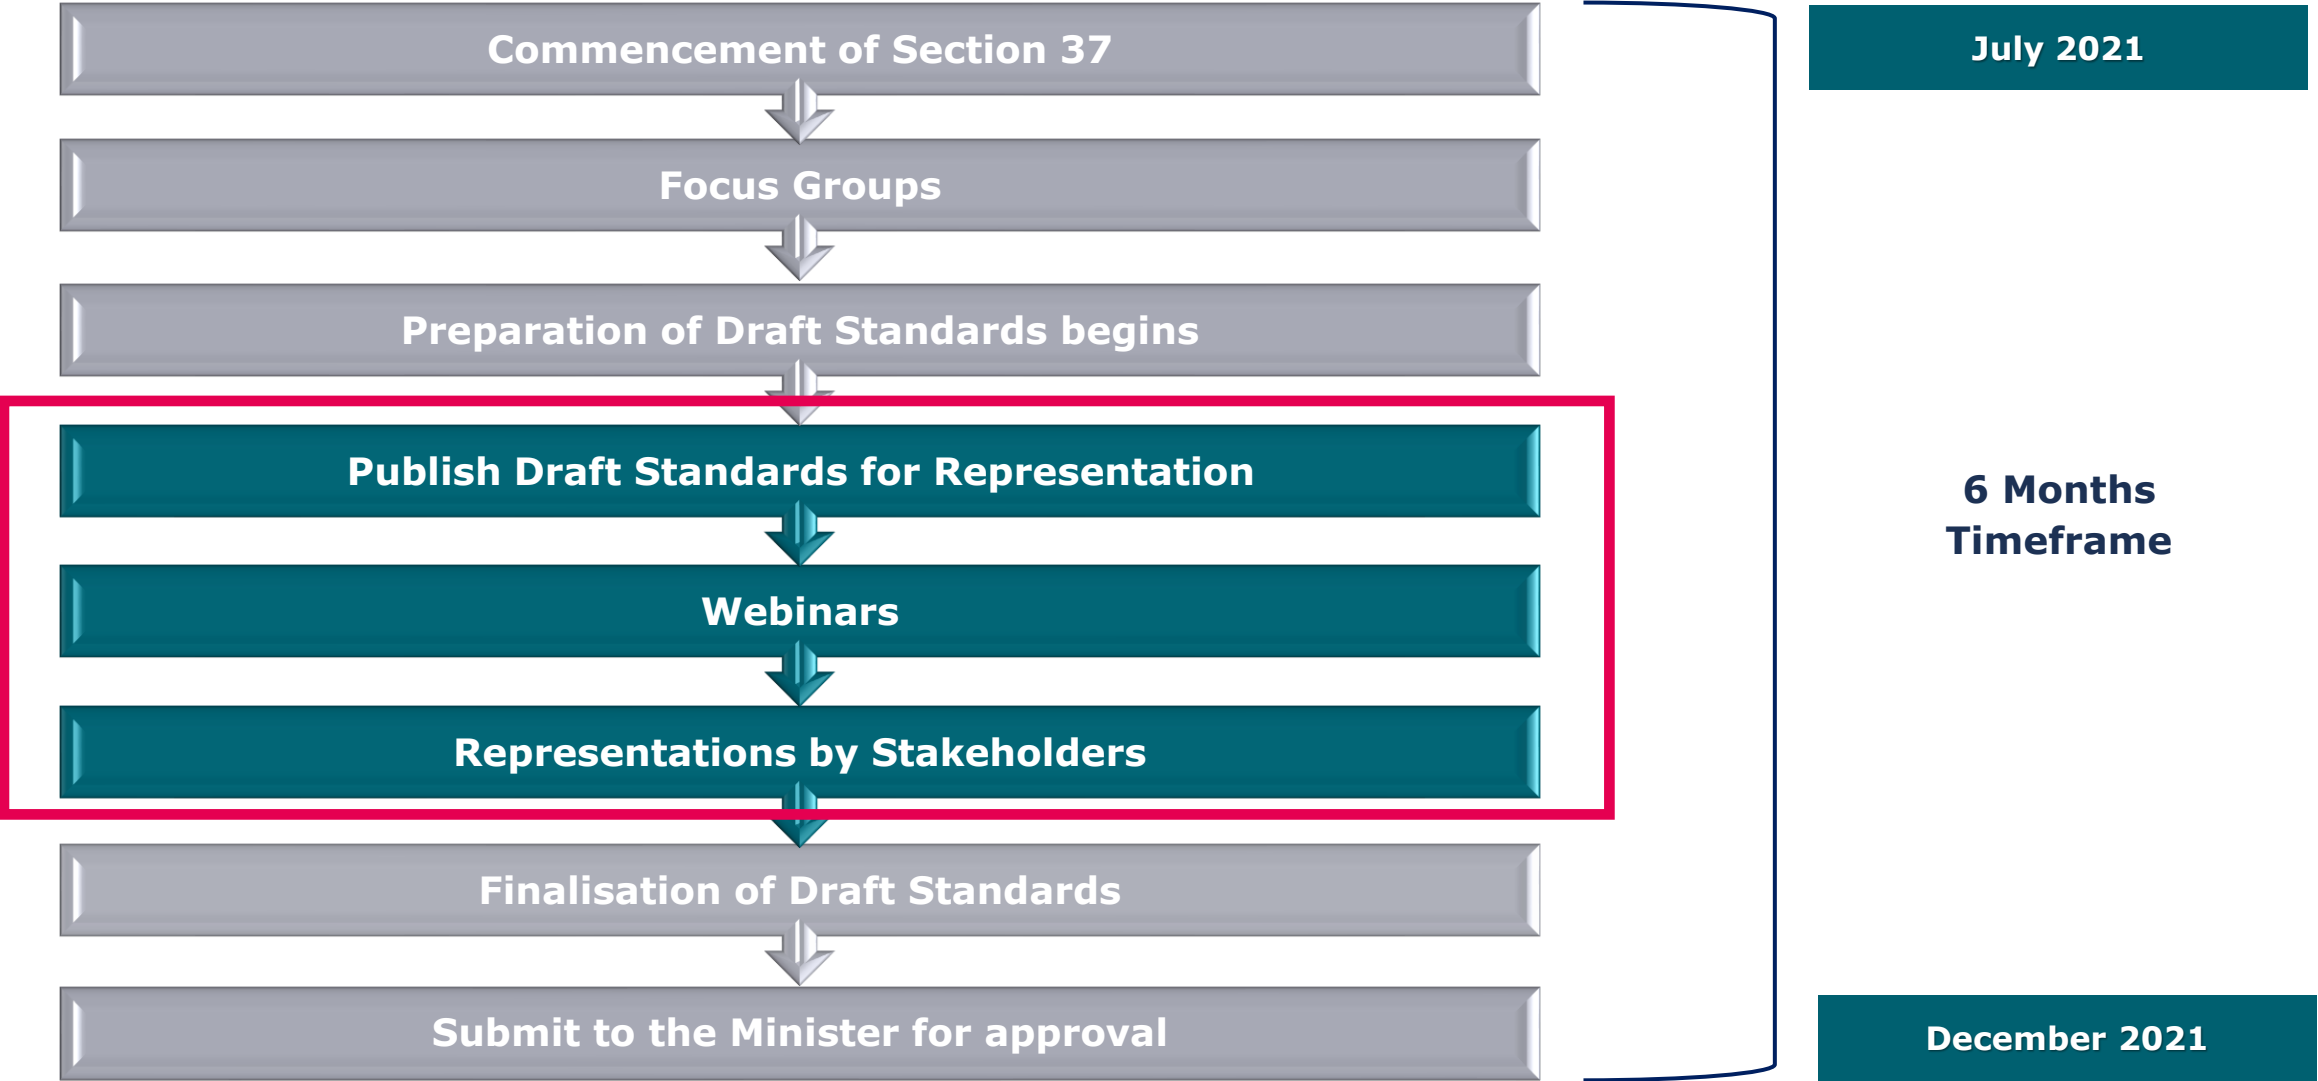 Commencement of Section 37
July 2021
Focus Groups
Preparation of Draft Standards begins
Publish Draft Standards for Representation
6 Months
Timeframe
Webinars
Representations by Stakeholders
Finalisation of Draft Standards
Submit to the Minister for approval
December 2021